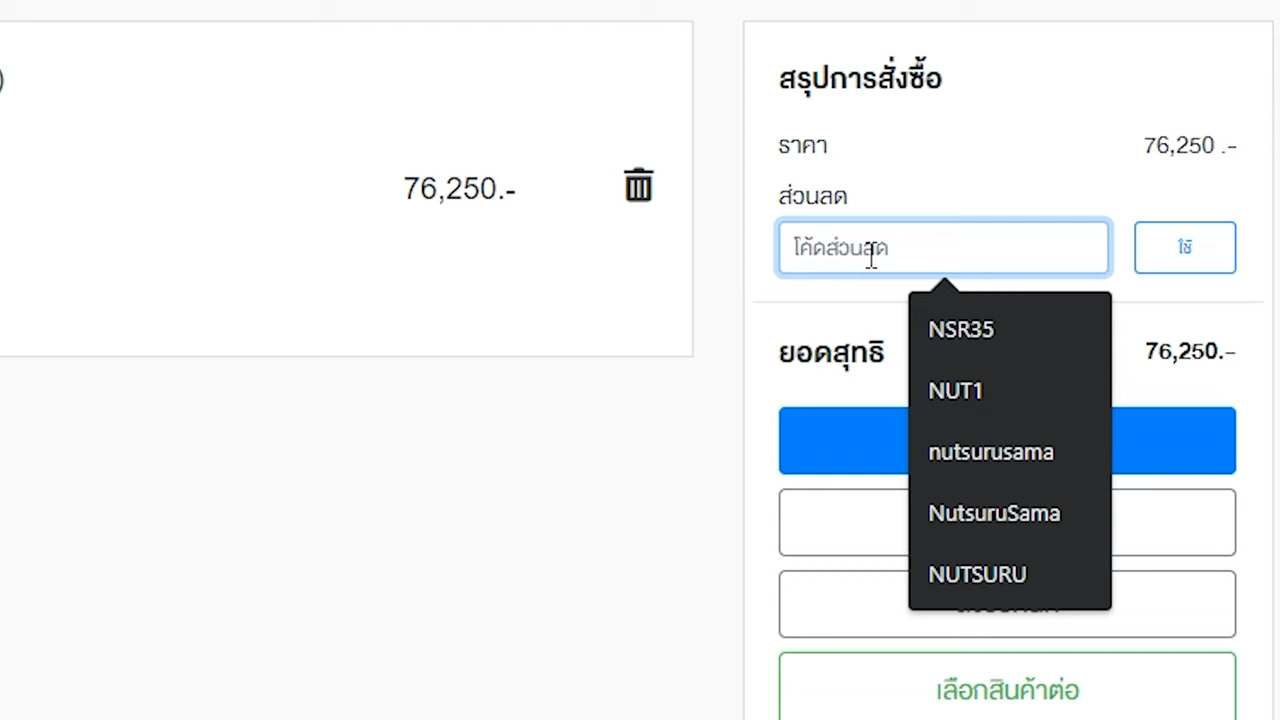 )
76,250.-
สรุปการสั่งซื้อ
ราคา 76,250 .-
ส่วนลด
โค้ดส่วนลด ใช้
NSR35
ยอดสุทธิ 76,250.-
NUT1
nutsurusama
NutsuruSama
NUTSURU
เลือกสินค้าต่อ